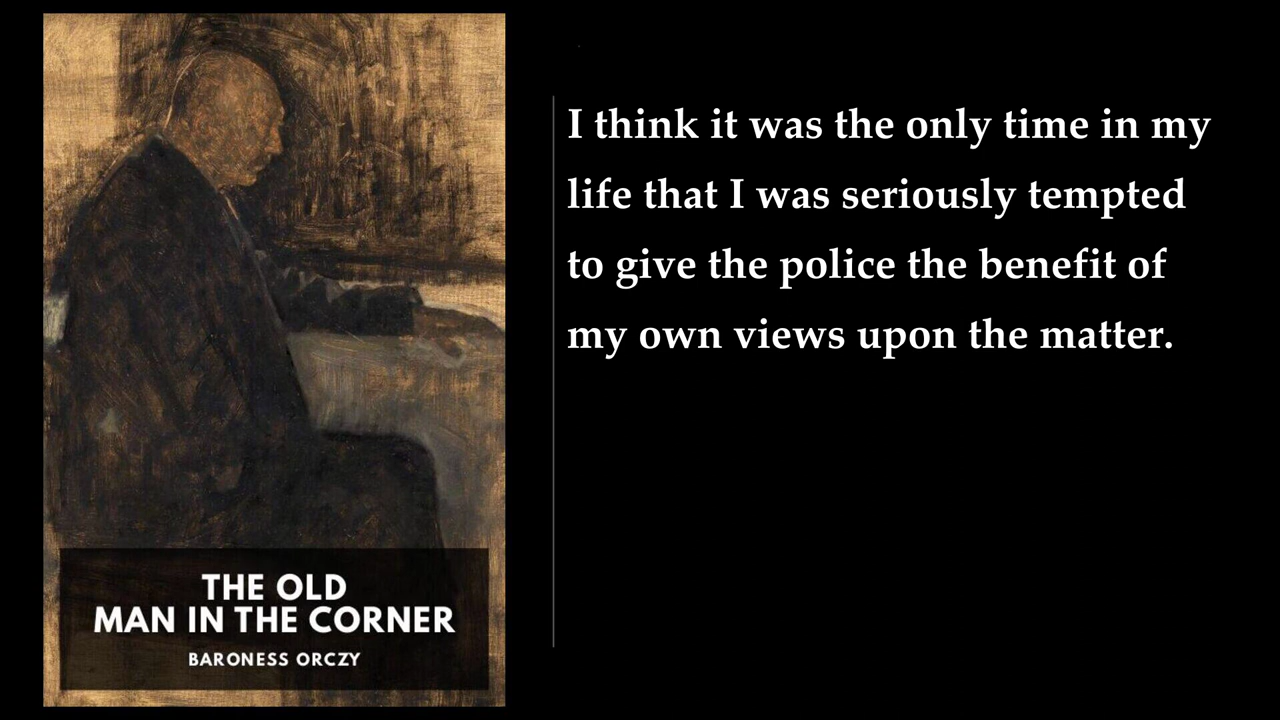 THE OLD
MAN IN THE CORNER
BARONESS ORCZY
I think it was the only time in my
life that I was seriously tempted
to give the police the benefit of
my own views upon the matter.